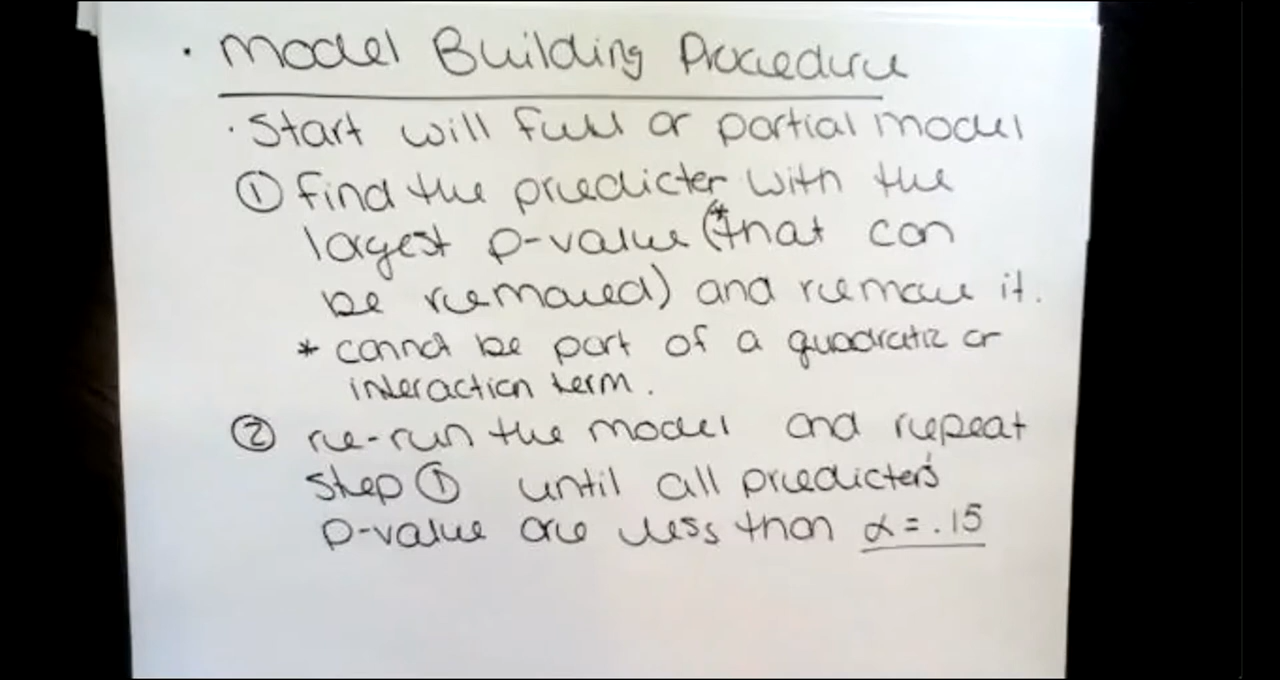 · Model Building Procedure
· Start will full or partial model
① find the predicter with the
largest p-value (*that can
be removed) and remove it.
* cannot be part of a quadratic or
interaction term.
② re-run the model and repeat
Step ① until all predicter's
p-value are less than α = .15